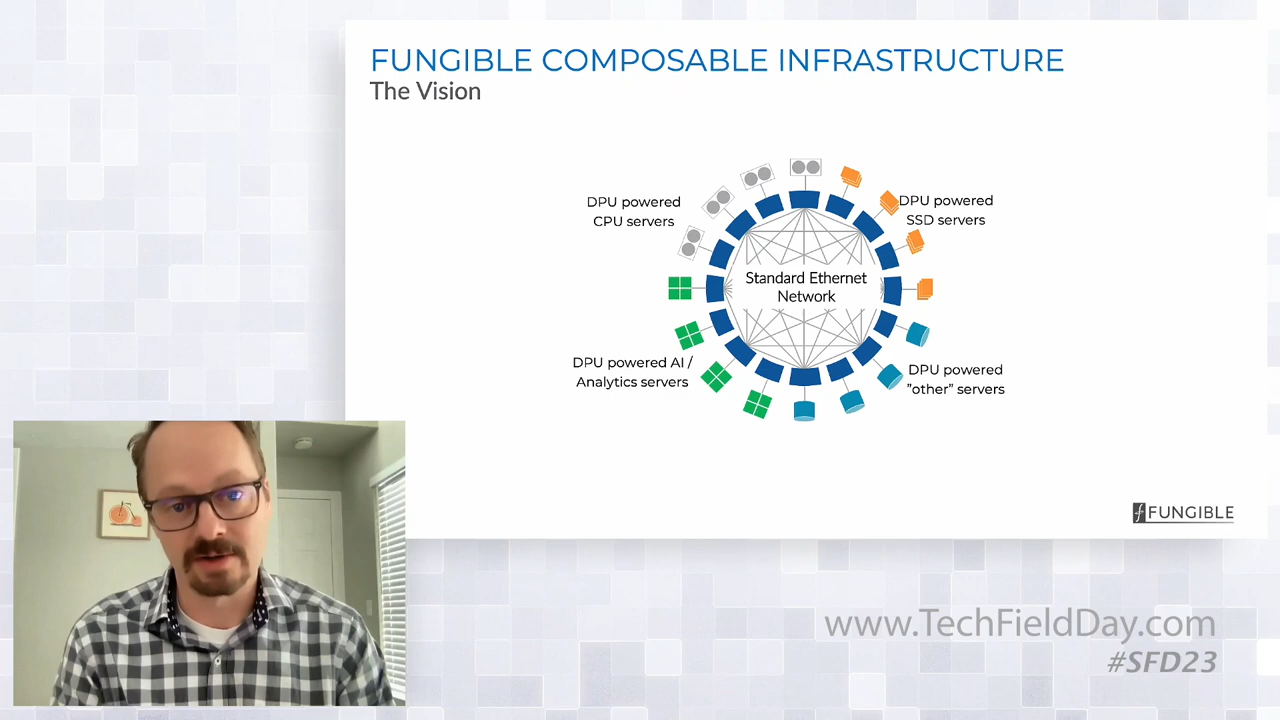 FUNGIBLE COMPOSABLE INFRASTRUCTURE
The Vision
DPU powered
CPU servers
DPU powered
SSD servers
Standard Ethernet
Network
DPU powered AI /
Analytics servers
DPU powered
”other” servers
f FUNGIBLE
www.TechFieldDay.com
#SFD23